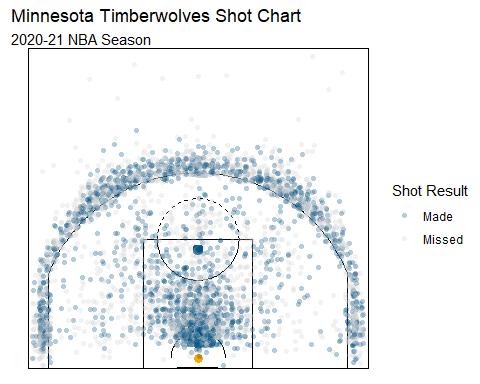 Minnesota Timberwolves Shot Chart
2020-21 NBA Season
Shot Result
Made
Missed